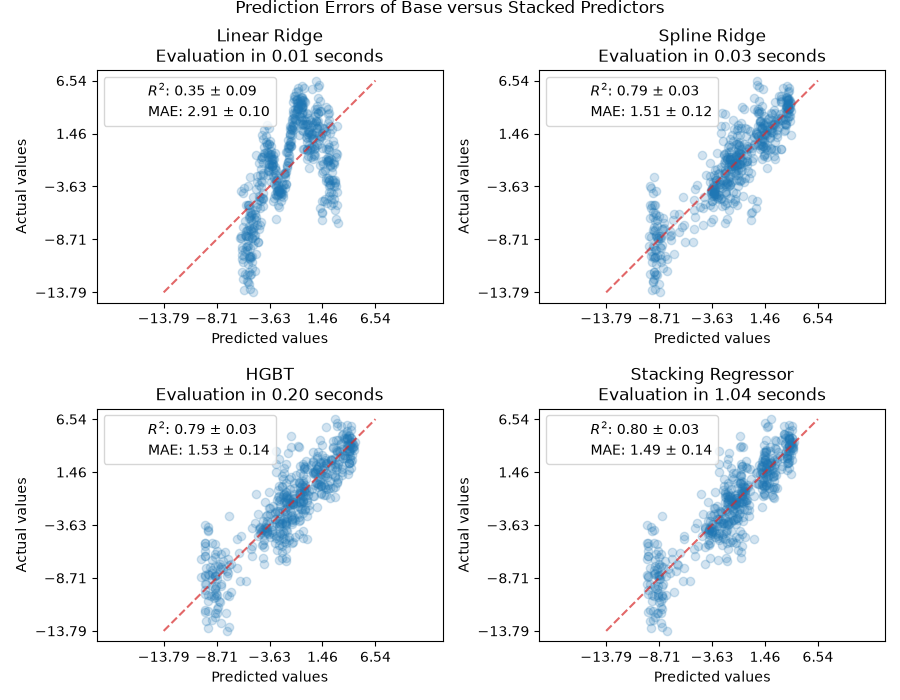 Prediction Errors of Base versus Stacked Predictors
Linear Ridge
Evaluation in 0.01 seconds
R²: 0.35 ± 0.09
MAE: 2.91 ± 0.10
6.54
1.46
−3.63
−8.71
−13.79
Actual values
−13.79 −8.71 −3.63 1.46 6.54
Predicted values
Spline Ridge
Evaluation in 0.03 seconds
R²: 0.79 ± 0.03
MAE: 1.51 ± 0.12
6.54
1.46
−3.63
−8.71
−13.79
Actual values
−13.79 −8.71 −3.63 1.46 6.54
Predicted values
HGBT
Evaluation in 0.20 seconds
R²: 0.79 ± 0.03
MAE: 1.53 ± 0.14
6.54
1.46
−3.63
−8.71
−13.79
Actual values
−13.79 −8.71 −3.63 1.46 6.54
Predicted values
Stacking Regressor
Evaluation in 1.04 seconds
R²: 0.80 ± 0.03
MAE: 1.49 ± 0.14
6.54
1.46
−3.63
−8.71
−13.79
Actual values
−13.79 −8.71 −3.63 1.46 6.54
Predicted values